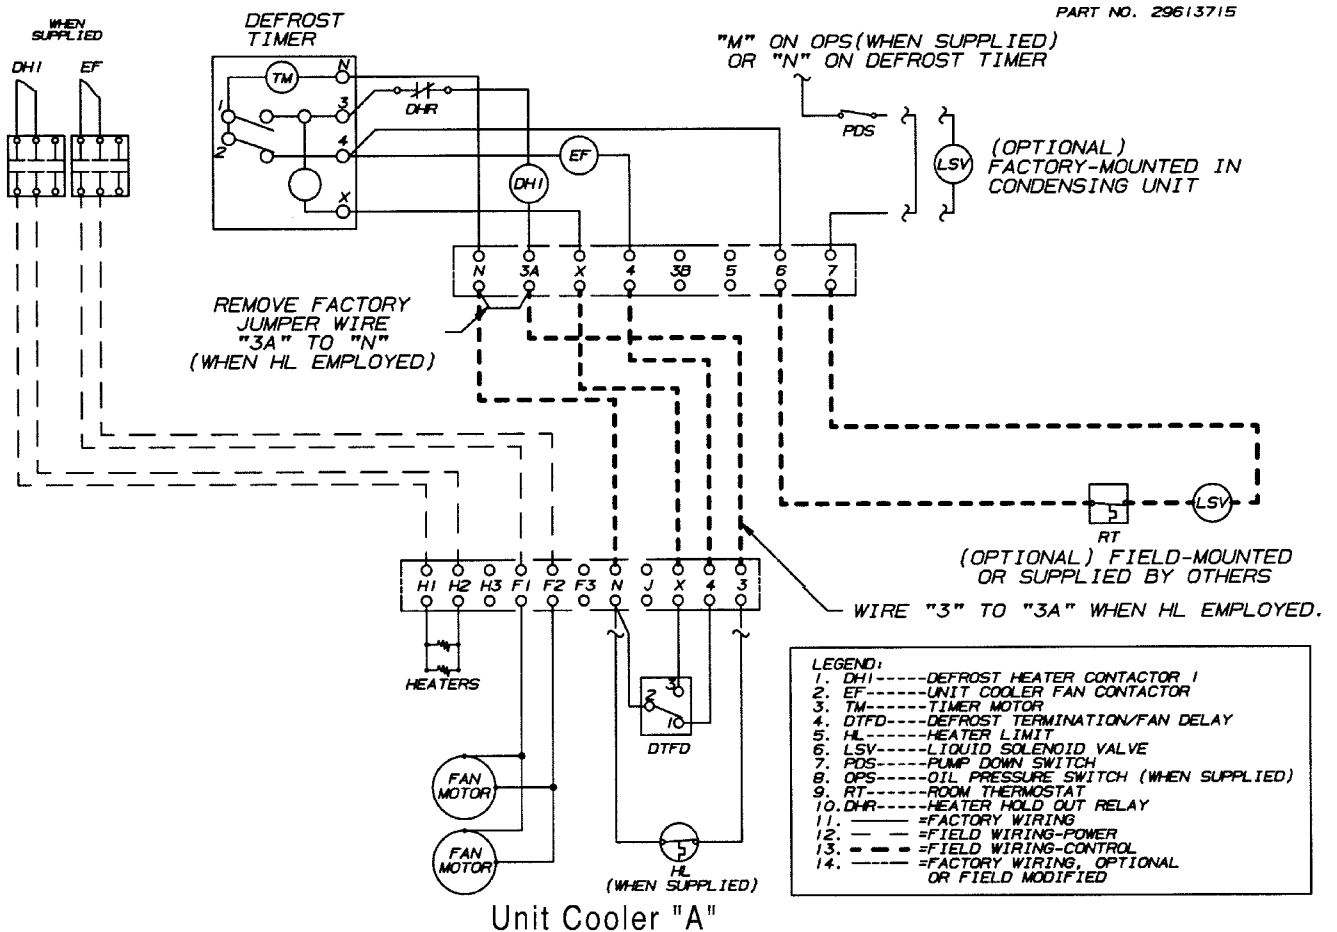 PART NO. 29613715
WHEN
SUPPLIED
DEFROST
TIMER
"M" ON OPS(WHEN SUPPLIED)
OR "N" ON DEFROST TIMER
DH1
EF
TM
N
3
DHR
1
2
4
X
EF
DH1
PDS
LSV
(OPTIONAL)
FACTORY-MOUNTED IN
CONDENSING UNIT
N 3A X 4 3B 5 6 7
REMOVE FACTORY
JUMPER WIRE
"3A" TO "N"
(WHEN HL EMPLOYED)
LSV
RT
(OPTIONAL) FIELD-MOUNTED
OR SUPPLIED BY OTHERS
H1 H2 H3 F1 F2 F3 N J X 4 3
WIRE "3" TO "3A" WHEN HL EMPLOYED.
HEATERS
3
2
1
DTFD
FAN
MOTOR
FAN
MOTOR
HL
(WHEN SUPPLIED)
Unit Cooler "A"
LEGEND:
1. DH1-----DEFROST HEATER CONTACTOR 1
2. EF------UNIT COOLER FAN CONTACTOR
3. TM------TIMER MOTOR
4. DTFD----DEFROST TERMINATION/FAN DELAY
5. HL------HEATER LIMIT
6. LSV-----LIQUID SOLENOID VALVE
7. PDS-----PUMP DOWN SWITCH
8. OPS-----OIL PRESSURE SWITCH (WHEN SUPPLIED)
9. RT------ROOM THERMOSTAT
10. DHR-----HEATER HOLD OUT RELAY
11. =FACTORY WIRING
12. =FIELD WIRING-POWER
13. =FIELD WIRING-CONTROL
14. =FACTORY WIRING, OPTIONAL
OR FIELD MODIFIED